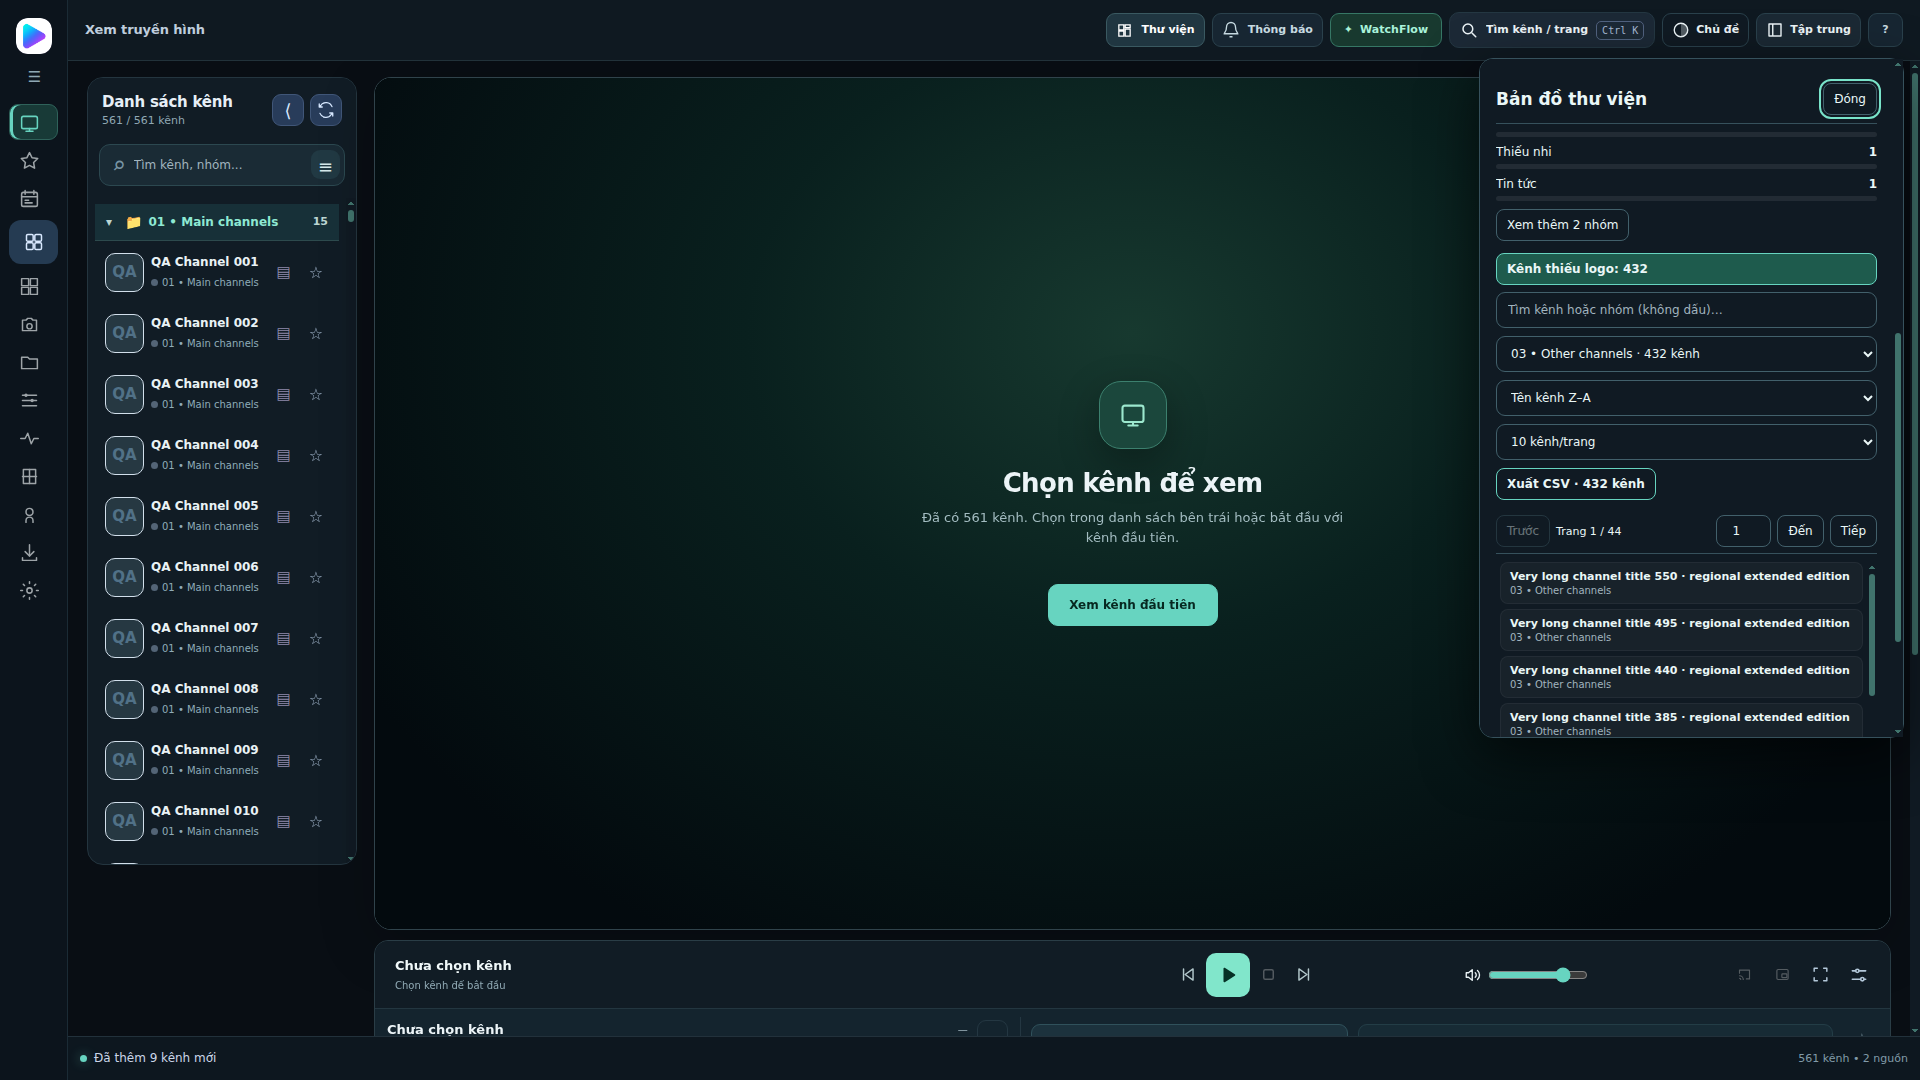 Xem truyền hình
Thư viện
Thông báo
WatchFlow
Tìm kênh / trang
Ctrl K
Chủ đề
Tập trung
?
Danh sách kênh
561 / 561 kênh
Tìm kênh, nhóm...
01 • Main channels
15
QA
QA Channel 001
01 • Main channels
QA
QA Channel 002
01 • Main channels
QA
QA Channel 003
01 • Main channels
QA
QA Channel 004
01 • Main channels
QA
QA Channel 005
01 • Main channels
QA
QA Channel 006
01 • Main channels
QA
QA Channel 007
01 • Main channels
QA
QA Channel 008
01 • Main channels
QA
QA Channel 009
01 • Main channels
QA
QA Channel 010
01 • Main channels
Chọn kênh để xem
Đã có 561 kênh. Chọn trong danh sách bên trái hoặc bắt đầu với
kênh đầu tiên.
Xem kênh đầu tiên
Bản đồ thư viện
Đóng
Thiếu nhi
1
Tin tức
1
Xem thêm 2 nhóm
Kênh thiếu logo: 432
Tìm kênh hoặc nhóm (không dấu)...
03 • Other channels · 432 kênh
Tên kênh Z–A
10 kênh/trang
Xuất CSV · 432 kênh
Trước
Trang 1 / 44
1
Đến
Tiếp
Very long channel title 550 · regional extended edition
03 • Other channels
Very long channel title 495 · regional extended edition
03 • Other channels
Very long channel title 440 · regional extended edition
03 • Other channels
Very long channel title 385 · regional extended edition
03 • Other channels
Chưa chọn kênh
Chọn kênh để bắt đầu
Chưa chọn kênh
Đã thêm 9 kênh mới
561 kênh • 2 nguồn